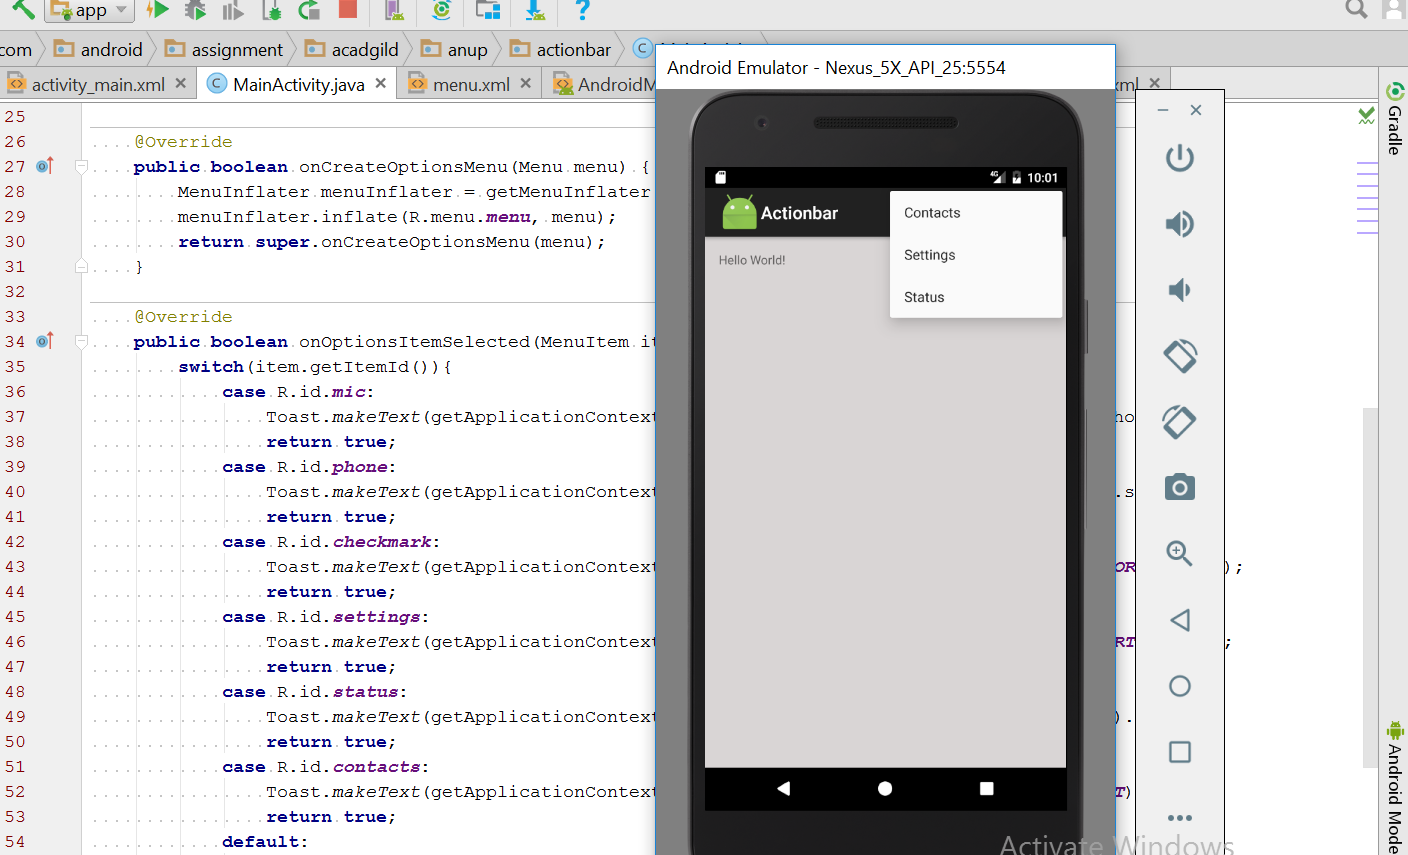 app
?
com android assignment acadgild anup actionbar
activity_main.xml MainActivity.java menu.xml AndroidM ml
Android Emulator - Nexus_5X_API_25:5554
Gradle
Android Mode
25
26 @Override
27 public boolean onCreateOptionsMenu(Menu menu) {
28 MenuInflater menuInflater = getMenuInflater
29 menuInflater.inflate(R.menu.menu, menu);
30 return super.onCreateOptionsMenu(menu);
31 }
32
33 @Override
34 public boolean onOptionsItemSelected(MenuItem it
35 switch(item.getItemId()){
36 case R.id.mic:
37 Toast.makeText(getApplicationContext ho
38 return true;
39 case R.id.phone:
40 Toast.makeText(getApplicationContext .s
41 return true;
42 case R.id.checkmark:
43 Toast.makeText(getApplicationContext OR );
44 return true;
45 case R.id.settings:
46 Toast.makeText(getApplicationContext RT ;
47 return true;
48 case R.id.status:
49 Toast.makeText(getApplicationContext ).
50 return true;
51 case R.id.contacts:
52 Toast.makeText(getApplicationContext T)
53 return true;
54 default:
4G 10:01
Actionbar
Contacts
Settings
Status
Hello World!
Activate Windows